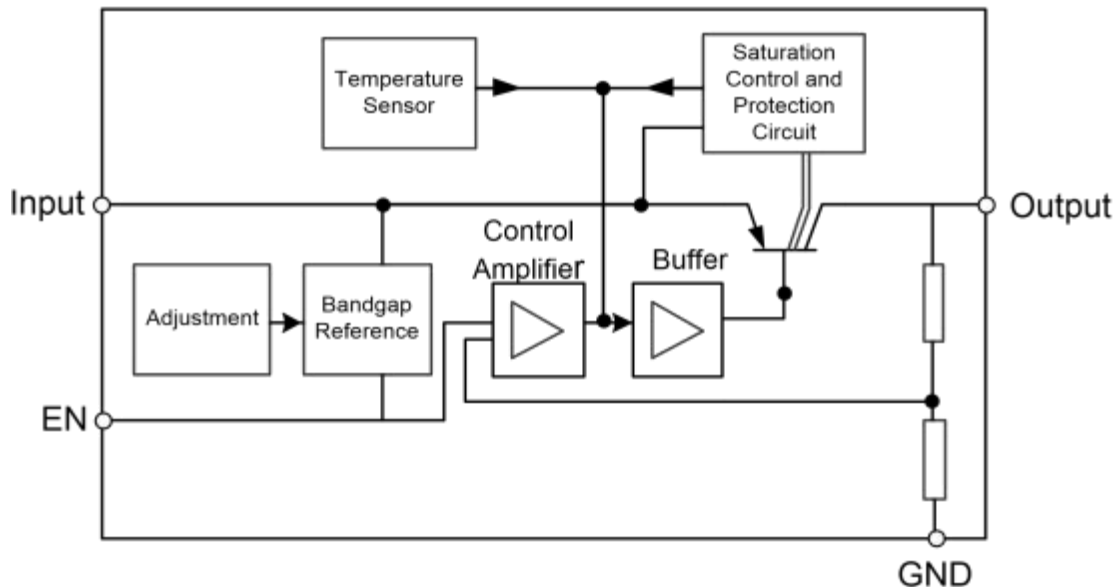 Temperature
Sensor
Saturation
Control and
Protection
Circuit
Input
Output
Control
Amplifier
Buffer
Adjustment
Bandgap
Reference
EN
GND